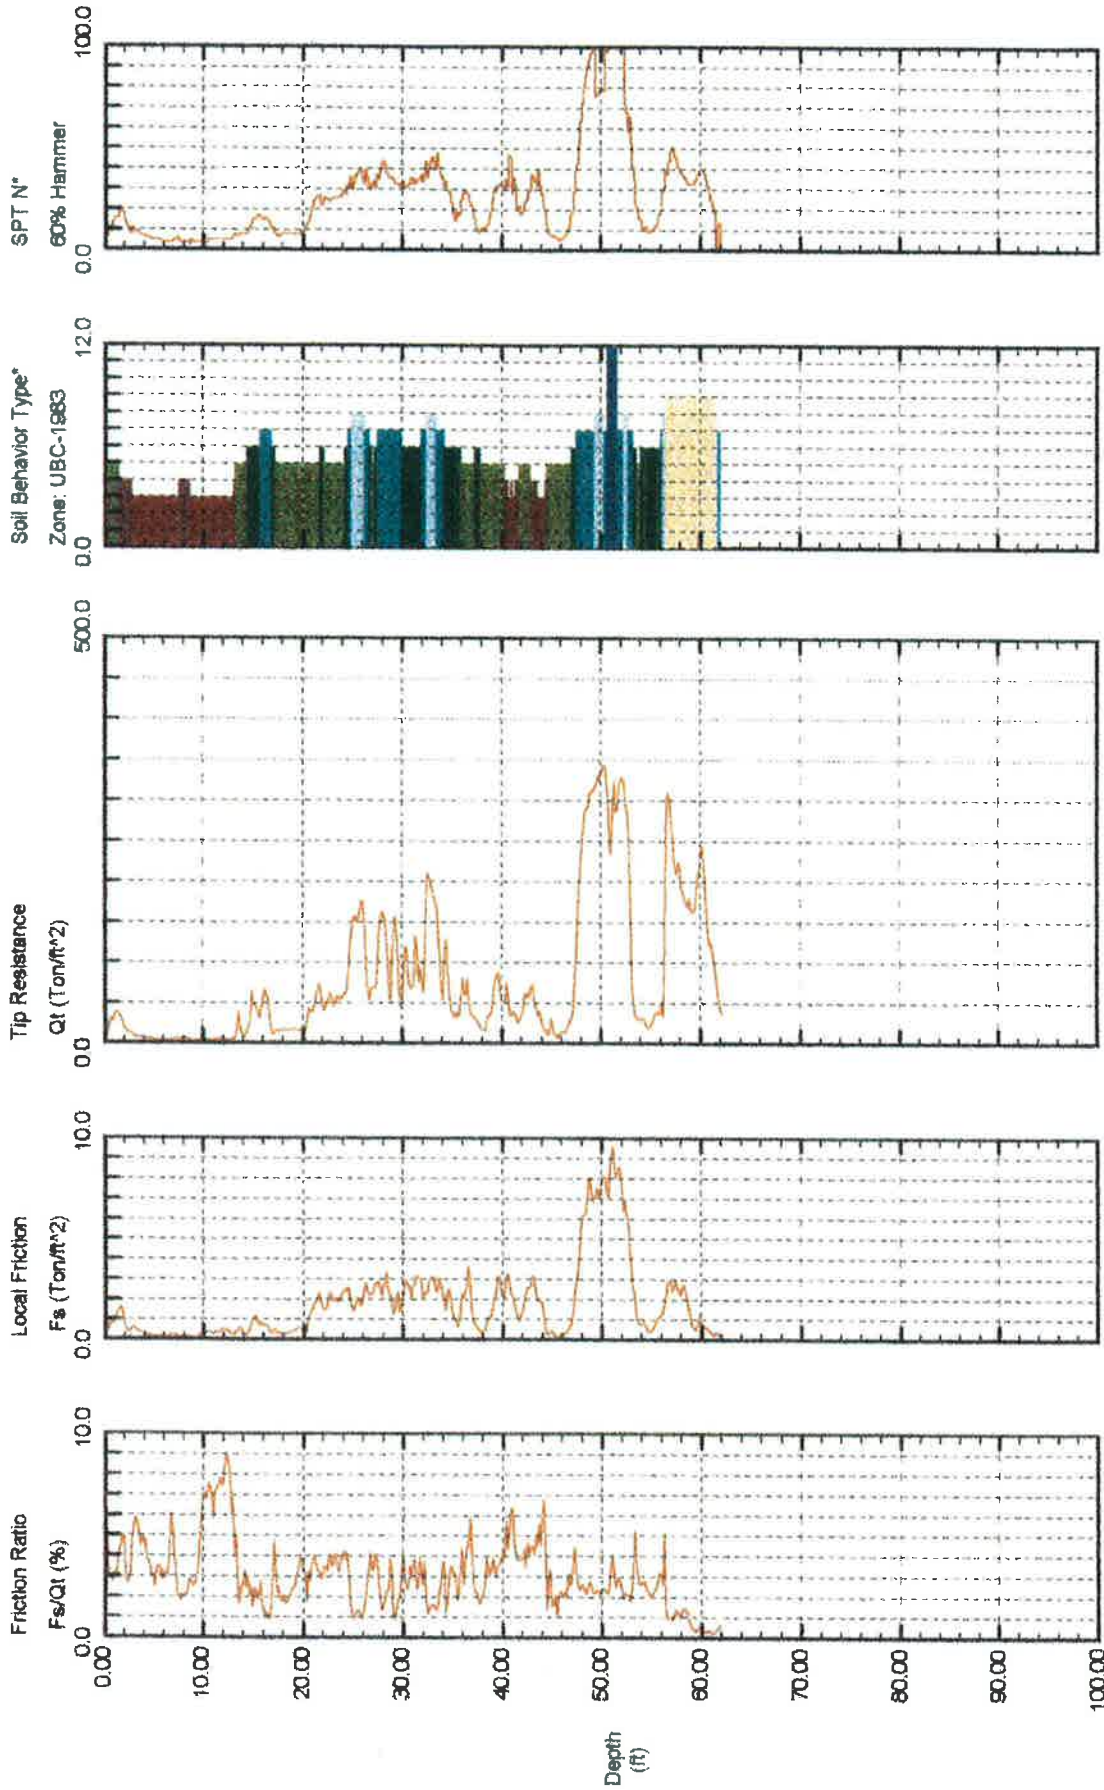 Friction Ratio
Fs/Qt (%)
0.0
10.0
Local Friction
Fs (Ton/ft^2)
0.0
10.0
Tip Resistance
Qt (Ton/ft^2)
0.0
500.0
Soil Behavior Type*
Zone: UBC-1983
0.0
12.0
SPT N*
60% Hammer
0.0
100.0
0.00
10.00
20.00
30.00
40.00
50.00
60.00
70.00
80.00
90.00
100.00
Depth
(ft)